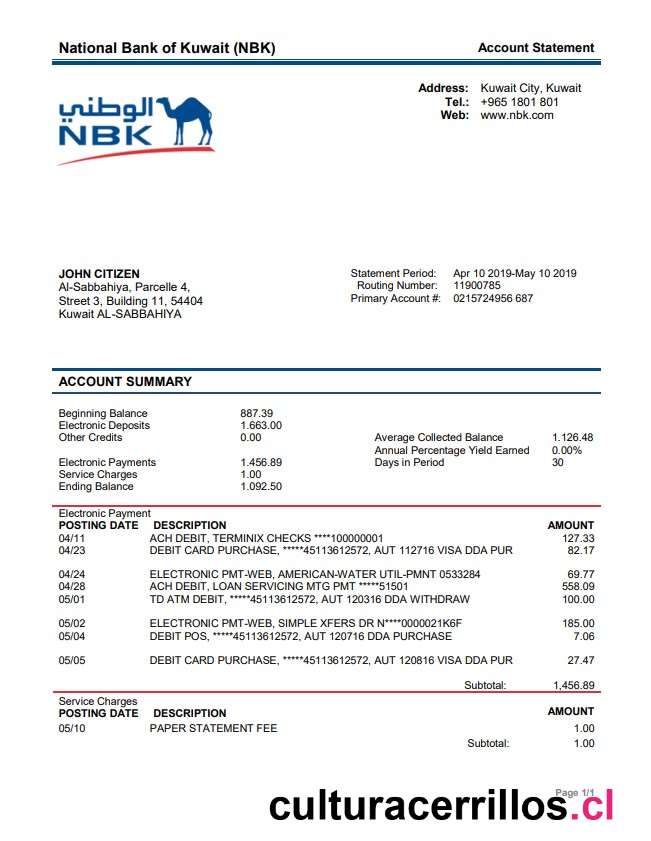 National Bank of Kuwait (NBK) Account Statement
Address: Kuwait City, Kuwait
Tel.: +965 1801 801
Web: www.nbk.com
الوطني
NBK
JOHN CITIZEN
Al-Sabbahiya, Parcelle 4,
Street 3, Building 11, 54404
Kuwait AL-SABBAHIYA
Statement Period: Apr 10 2019-May 10 2019
Routing Number: 11900785
Primary Account #: 0215724956 687
ACCOUNT SUMMARY
Beginning Balance 887.39
Electronic Deposits 1.663.00
Other Credits 0.00 Average Collected Balance 1.126.48
Annual Percentage Yield Earned 0.00%
Electronic Payments 1.456.89 Days in Period 30
Service Charges 1.00
Ending Balance 1.092.50
Electronic Payment
POSTING DATE DESCRIPTION AMOUNT
04/11 ACH DEBIT, TERMINIX CHECKS ****100000001 127.33
04/23 DEBIT CARD PURCHASE, *****45113612572, AUT 112716 VISA DDA PUR 82.17
04/24 ELECTRONIC PMT-WEB, AMERICAN-WATER UTIL-PMNT 0533284 69.77
04/28 ACH DEBIT, LOAN SERVICING MTG PMT *****51501 558.09
05/01 TD ATM DEBIT, *****45113612572, AUT 120316 DDA WITHDRAW 100.00
05/02 ELECTRONIC PMT-WEB, SIMPLE XFERS DR N****0000021K6F 185.00
05/04 DEBIT POS, *****45113612572, AUT 120716 DDA PURCHASE 7.06
05/05 DEBIT CARD PURCHASE, *****45113612572, AUT 120816 VISA DDA PUR 27.47
Subtotal: 1,456.89
Service Charges
POSTING DATE DESCRIPTION AMOUNT
05/10 PAPER STATEMENT FEE 1.00
Subtotal: 1.00
Page 1/1
culturacerrillos.cl